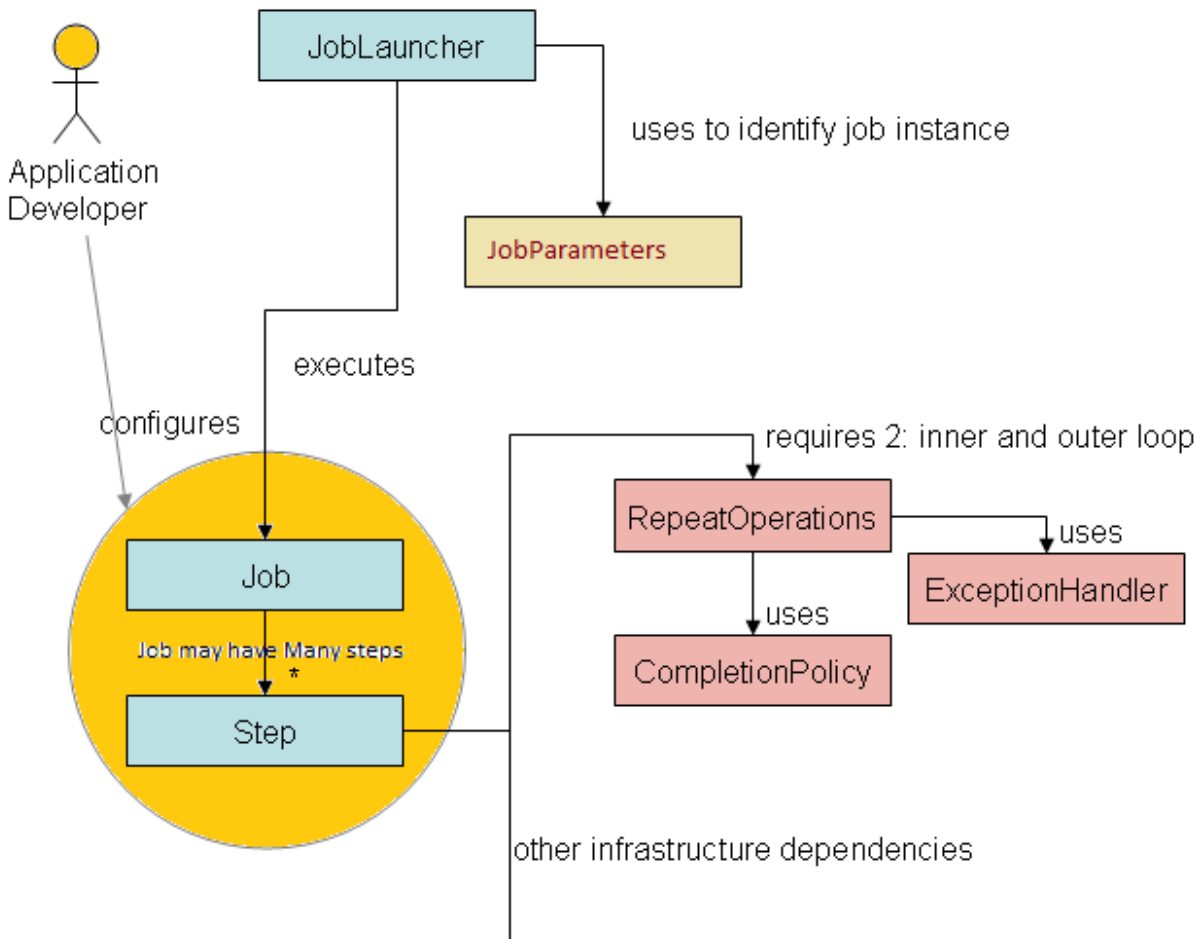 JobLauncher
uses to identify job instance
Application
Developer
JobParameters
executes
configures
requires 2: inner and outer loop
RepeatOperations
uses
ExceptionHandler
Job
uses
Job may have Many steps
*
CompletionPolicy
Step
other infrastructure dependencies